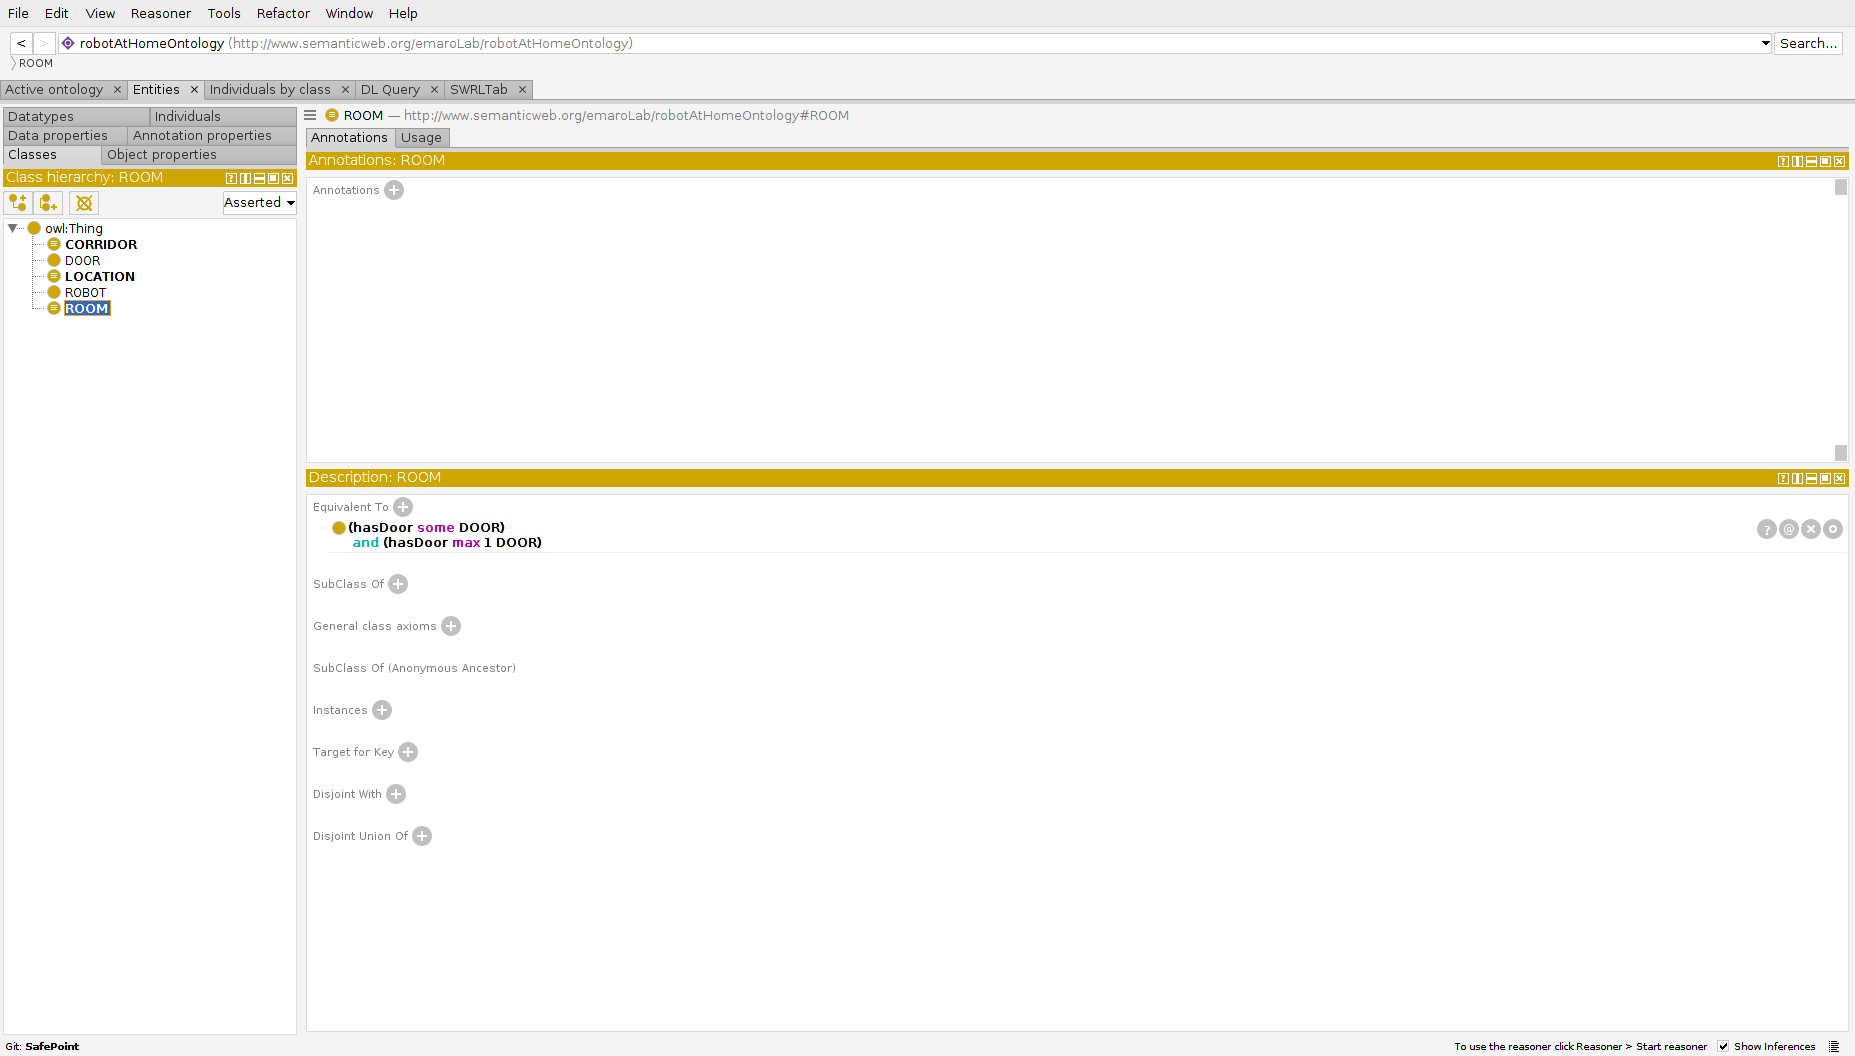 File Edit View Reasoner Tools Refactor Window Help
< > robotAtHomeOntology (http://www.semanticweb.org/emaroLab/robotAtHomeOntology) Search...
ROOM
Active ontology × Entities × Individuals by class × DL Query × SWRLTab ×
Datatypes Individuals
Data properties Annotation properties
Classes Object properties
Class hierarchy: ROOM
Asserted
owl:Thing
CORRIDOR
DOOR
LOCATION
ROBOT
ROOM
ROOM — http://www.semanticweb.org/emaroLab/robotAtHomeOntology#ROOM
Annotations Usage
Annotations: ROOM
Annotations
Description: ROOM
Equivalent To
(hasDoor some DOOR)
and (hasDoor max 1 DOOR)
SubClass Of
General class axioms
SubClass Of (Anonymous Ancestor)
Instances
Target for Key
Disjoint With
Disjoint Union Of
Git: SafePoint
To use the reasoner click Reasoner > Start reasoner Show Inferences